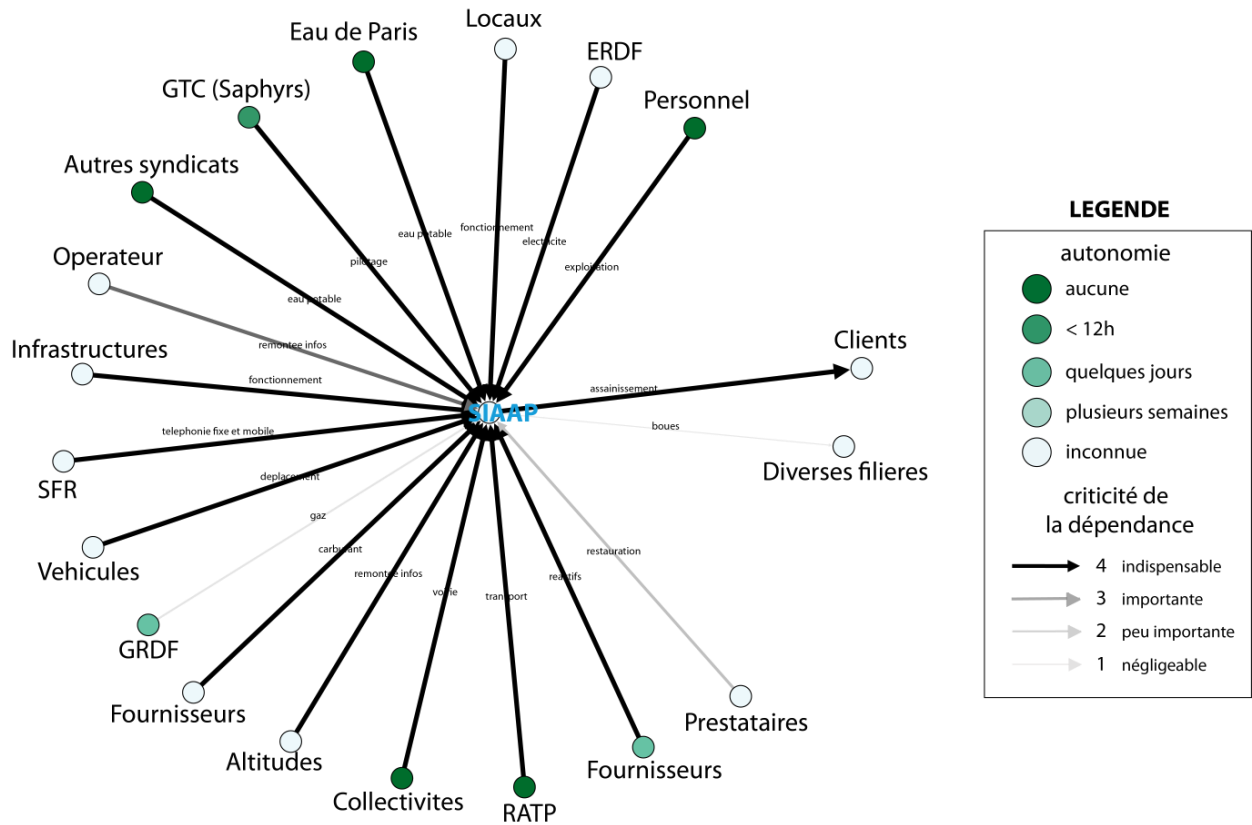 Locaux
Eau de Paris
ERDF
GTC (Saphyrs)
Personnel
Autres syndicats
Operateur
Infrastructures
SFR
Vehicules
GRDF
Fournisseurs
Altitudes
Collectivites
RATP
Fournisseurs
Prestataires
Diverses filieres
Clients
SIAAP
eau potable
fonctionnement
electricite
exploitation
pilotage
eau potable
remontee infos
fonctionnement
telephonie fixe et mobile
deplacement
gaz
carburant
remontee infos
voirie
transport
reactifs
restauration
boues
assainissement
LEGENDE
autonomie
aucune
< 12h
quelques jours
plusieurs semaines
inconnue
criticité de
la dépendance
4 indispensable
3 importante
2 peu importante
1 négligeable